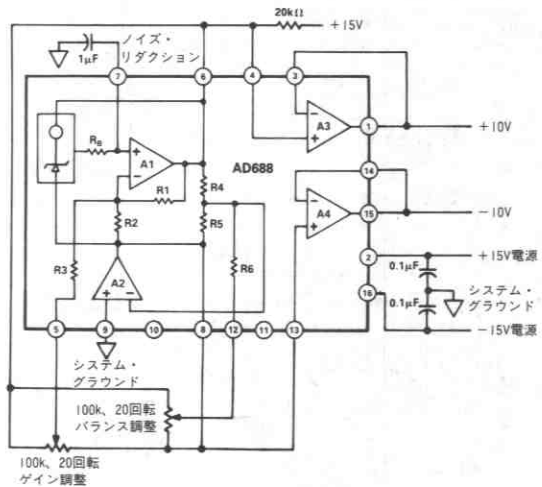 20kΩ
+15V
ノイズ・
リダクション
1μF
7
6
4
3
Rs
A1
R1
R2
R3
R4
R5
R6
A2
AD688
A3
A4
1
+10V
14
15
-10V
2
+15V電源
0.1μF
0.1μF
システム・
グラウンド
16
-15V電源
5
9
10
8
12
11
13
システム・
グラウンド
100k、20回転
バランス調整
100k、20回転
ゲイン調整